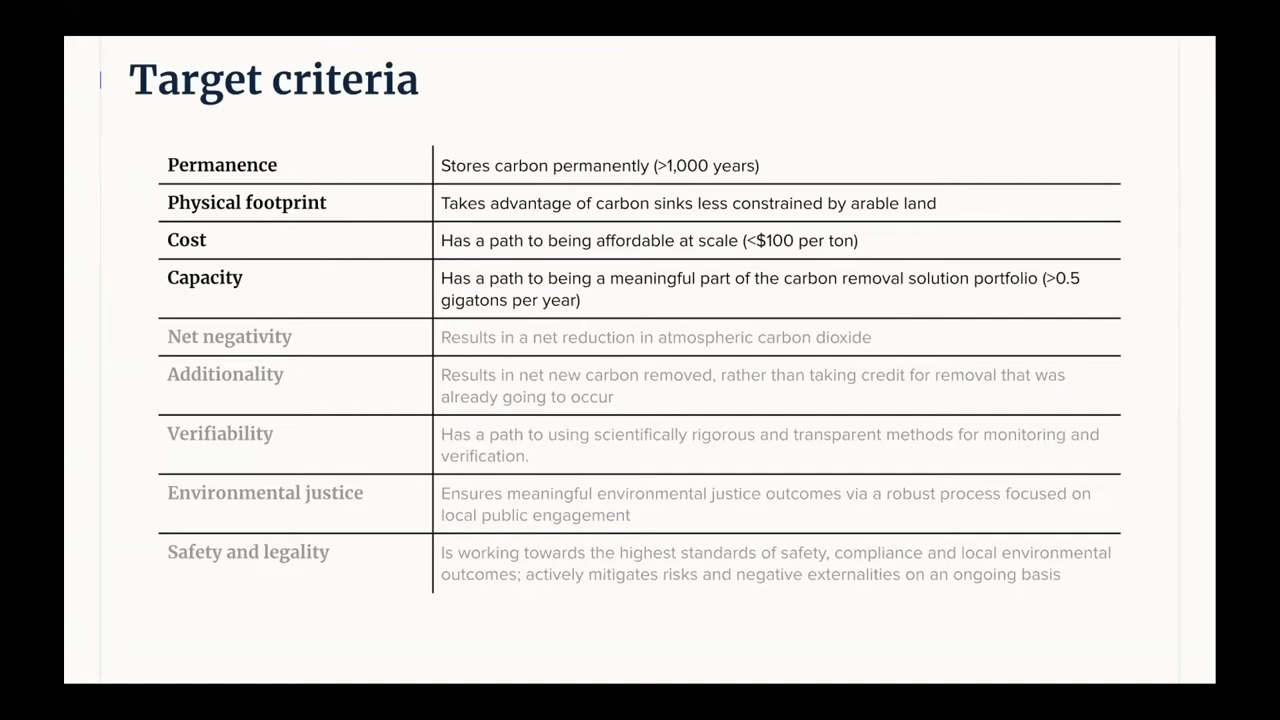 Target criteria
Permanence
Stores carbon permanently (>1,000 years)
Physical footprint
Takes advantage of carbon sinks less constrained by arable land
Cost
Has a path to being affordable at scale (<$100 per ton)
Capacity
Has a path to being a meaningful part of the carbon removal solution portfolio (>0.5
gigatons per year)
Net negativity
Results in a net reduction in atmospheric carbon dioxide
Additionality
Results in net new carbon removed, rather than taking credit for removal that was
already going to occur
Verifiability
Has a path to using scientifically rigorous and transparent methods for monitoring and
verification.
Environmental justice
Ensures meaningful environmental justice outcomes via a robust process focused on
local public engagement
Safety and legality
Is working towards the highest standards of safety, compliance and local environmental
outcomes; actively mitigates risks and negative externalities on an ongoing basis